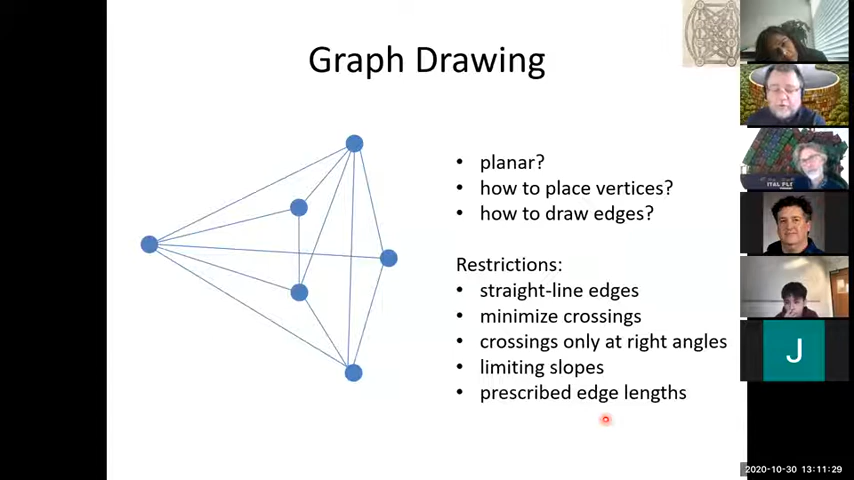 Graph Drawing
• planar?
• how to place vertices?
• how to draw edges?
Restrictions:
• straight-line edges
• minimize crossings
• crossings only at right angles
• limiting slopes
• prescribed edge lengths
J
2020-10-30 13:11:29